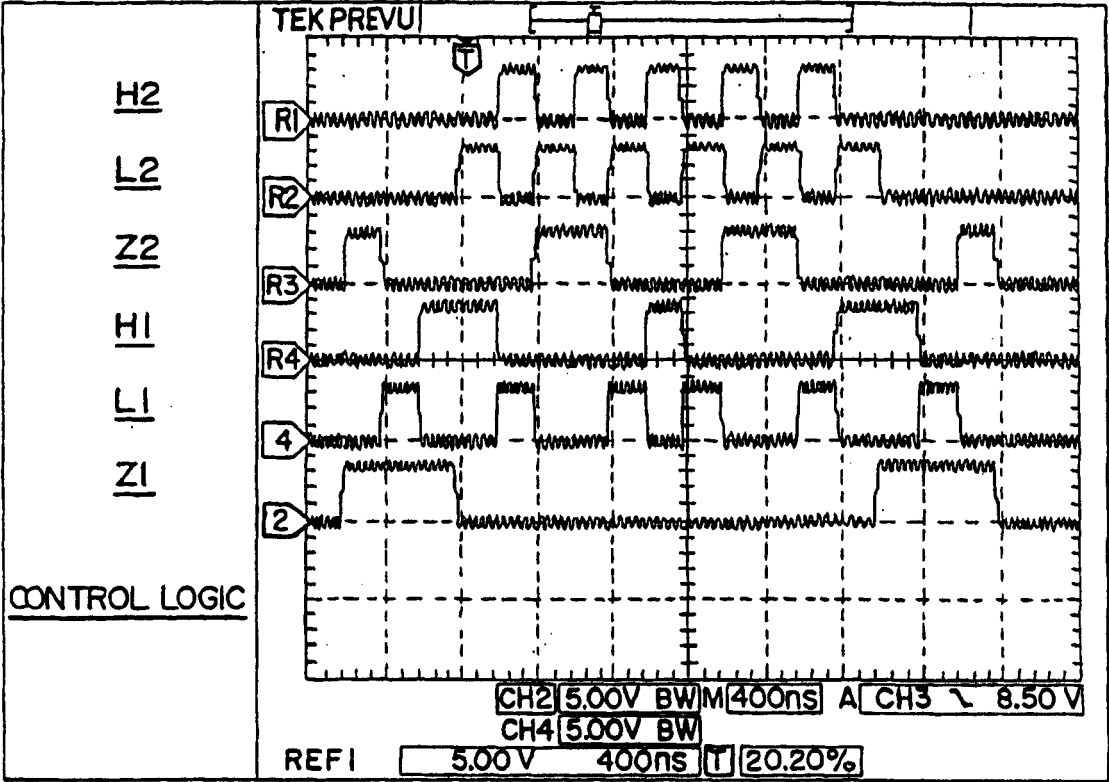 TEK PREVU
T
H2
R1
L2
R2
Z2
R3
H1
R4
L1
4
Z1
2
CONTROL LOGIC
CH2 5.00V BW M 400ns A CH3 8.50 V
CH4 5.00V BW
REF1 5.00 V 400ns T 20.20%